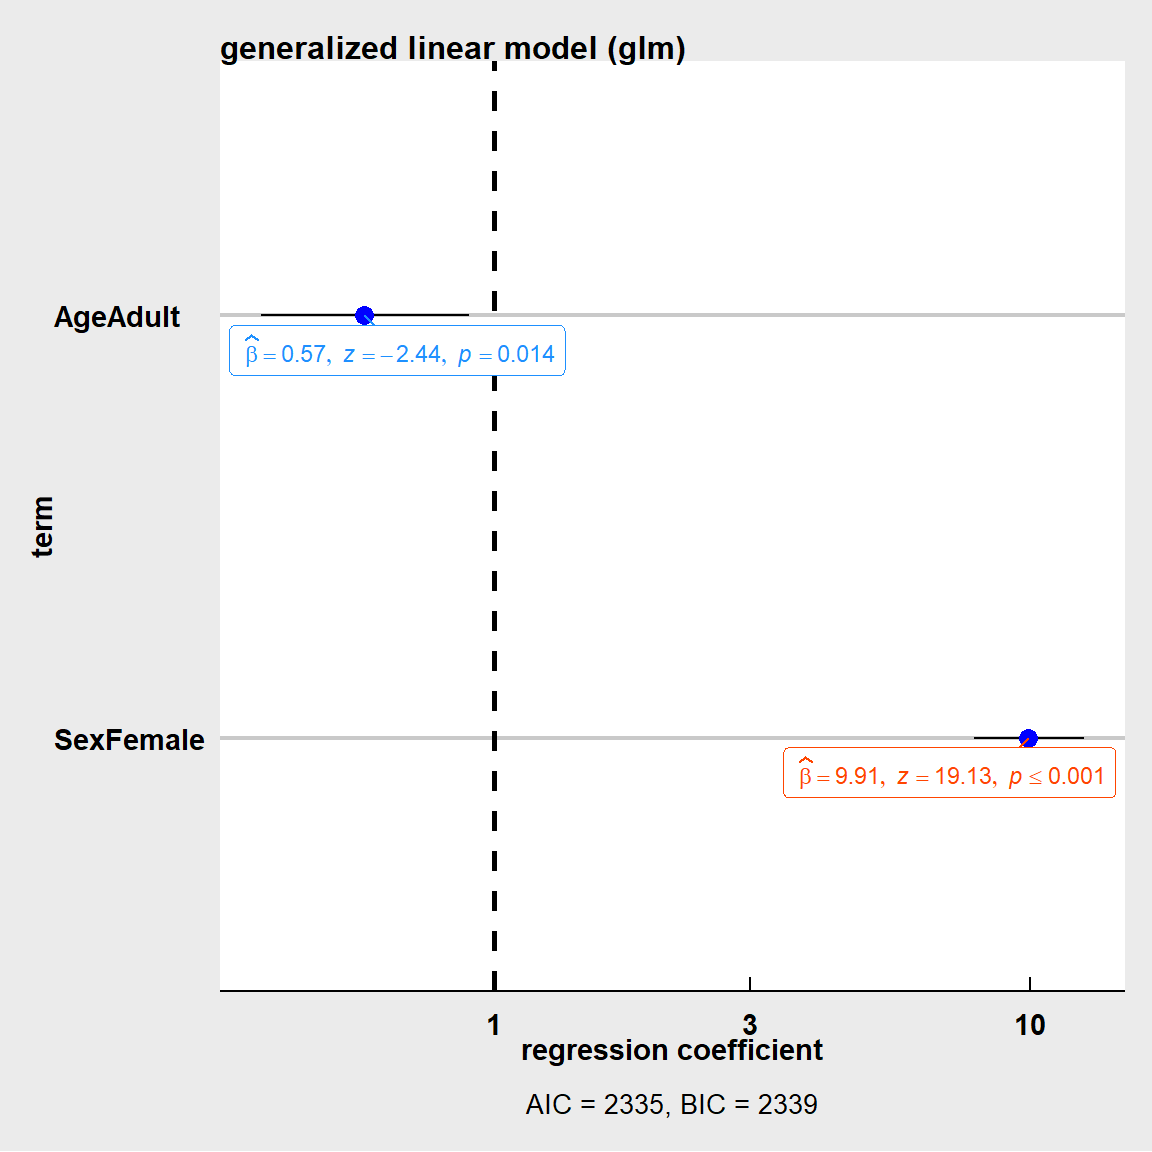 generalized linear model (glm)
AgeAdult
β̂ = 0.57, z = −2.44, p = 0.014
term
SexFemale
β̂ = 9.91, z = 19.13, p ≤ 0.001
1 3 10
regression coefficient
AIC = 2335, BIC = 2339